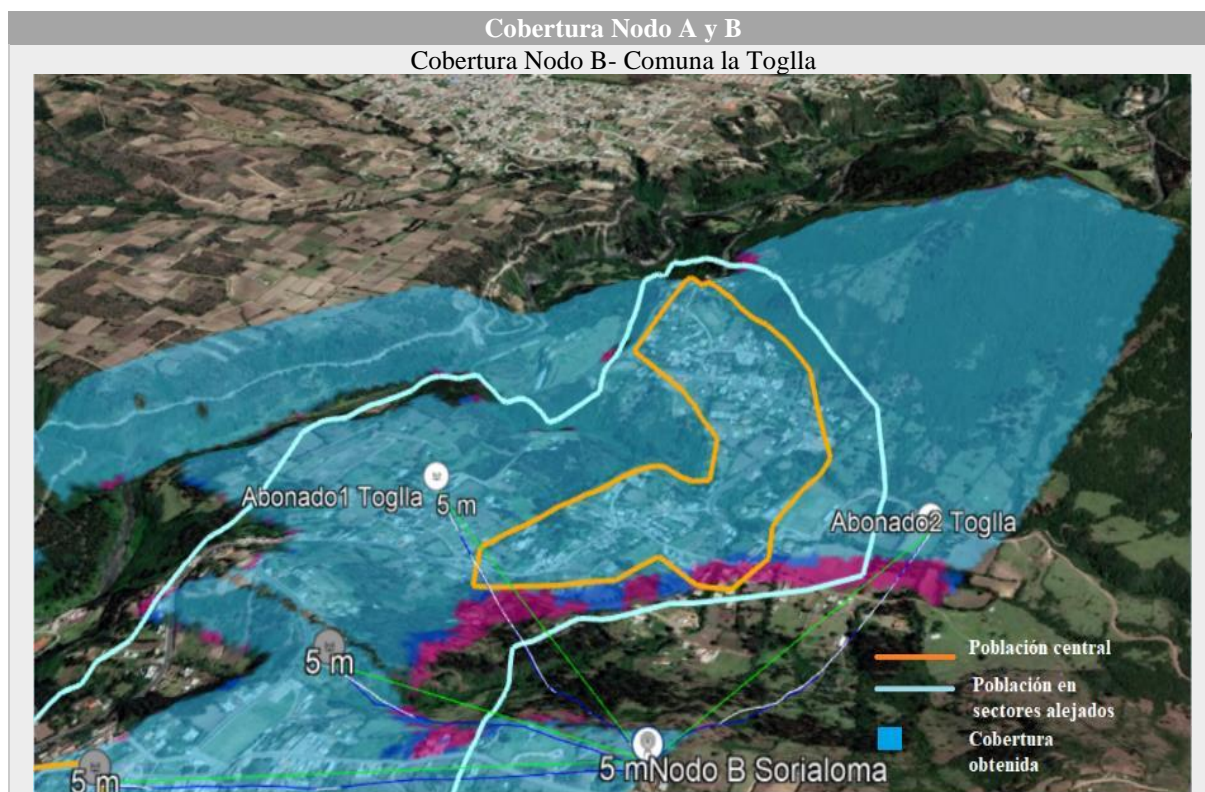 Cobertura Nodo A y B
Cobertura Nodo B- Comuna la Toglla
Abonado1 Toglla
5 m
Abonado2 Toglla
5 m
Población central
Población en
sectores alejados
Cobertura
obtenida
5 m
Nodo B Sorialoma
5 m